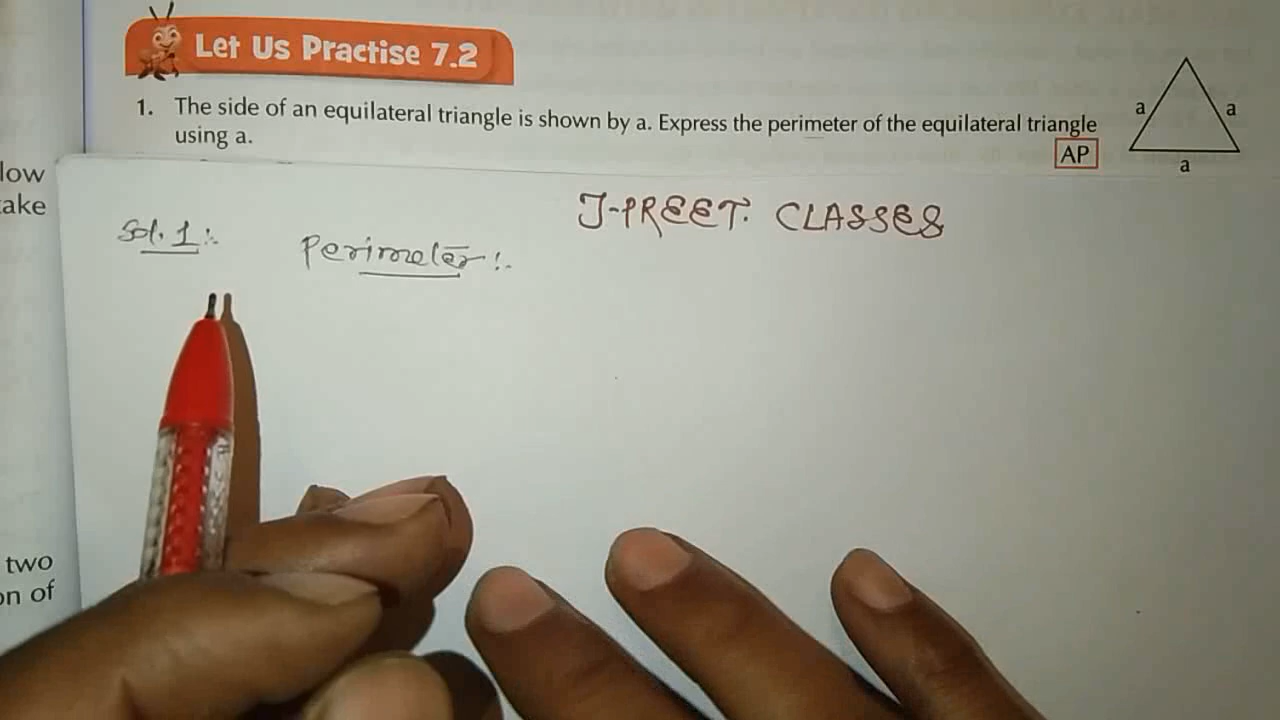 Let Us Practise 7.2
1. The side of an equilateral triangle is shown by a. Express the perimeter of the equilateral triangle
using a.
AP
a
a
a
low
take
J-PREET. CLASSES
Sol. 1:-
Perimeter:-
two
on of